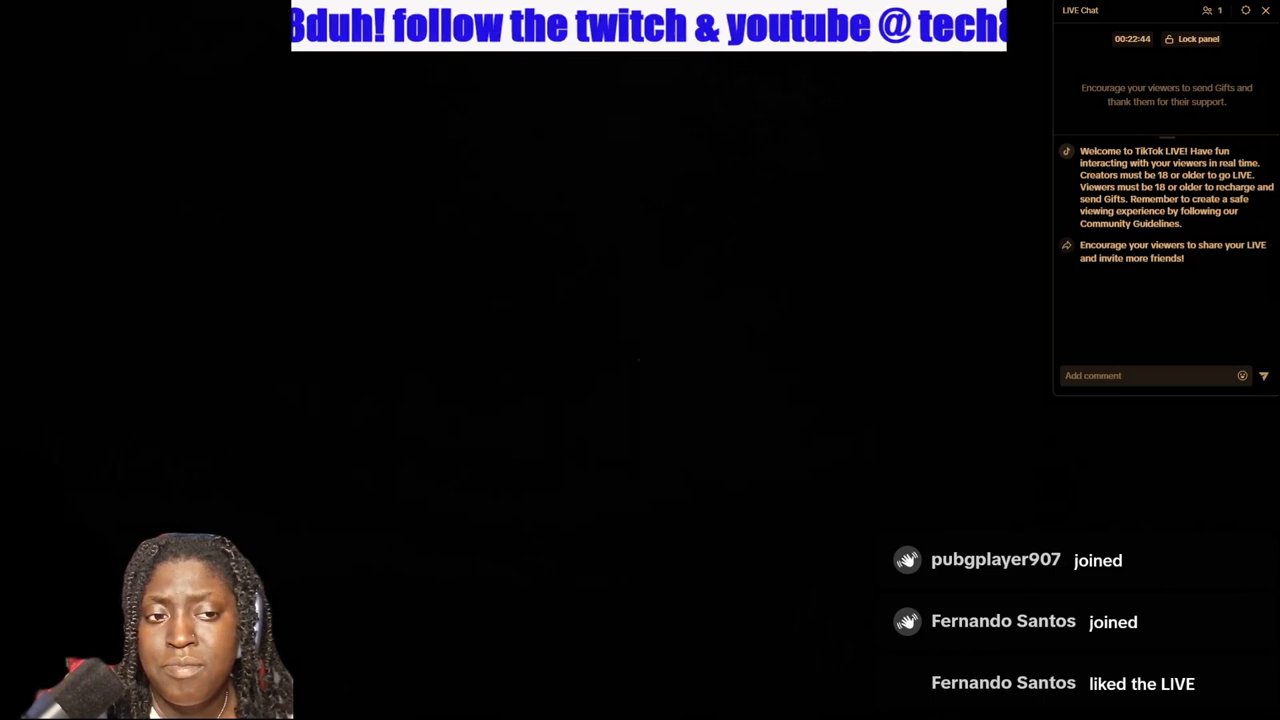 3duh! follow the twitch & youtube @ tech8
LIVE Chat
1
00:22:44
Lock panel
Encourage your viewers to send Gifts and
thank them for their support.
Welcome to TikTok LIVE! Have fun
interacting with your viewers in real time.
Creators must be 18 or older to go LIVE.
Viewers must be 18 or older to recharge and
send Gifts. Remember to create a safe
viewing experience by following our
Community Guidelines.
Encourage your viewers to share your LIVE
and invite more friends!
Add comment
pubgplayer907 joined
Fernando Santos joined
Fernando Santos liked the LIVE